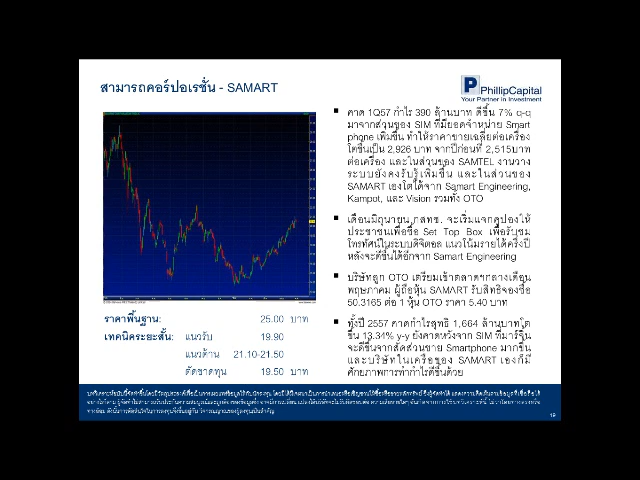 สามารถคอร์ปอเรชั่น - SAMART
PhillipCapital
Your Partner in Investment
คาด 1Q57 กำไร 390 ล้านบาท ดีขึ้น 7% q-q
มาจากส่วนของ SIM ที่มียอดจำหน่าย Smart
phone เพิ่มขึ้น ทำให้ราคาขายเฉลี่ยต่อเครื่อง
โตขึ้นเป็น 2,926 บาท จากปีก่อนที่ 2,515บาท
ต่อเครื่อง และในส่วนของ SAMTEL งานวาง
ระบบยังคงรับรู้เพิ่มขึ้น และในส่วนของ
SAMART เองโตได้จาก Samart Engineering,
Kampot, และ Vision รวมทั้ง OTO
เดือนมิถุนายน กสทช. จะเริ่มแจกคูปองให้
ประชาชนเพื่อซื้อ Set Top Box เพื่อรับชม
โทรทัศน์ในระบบดิจิตอล แนวโน้มรายได้ครึ่งปี
หลังจะดีขึ้นได้อีกจาก Samart Engineering
บริษัทลูก OTO เตรียมเข้าตลาดฯกลางเดือน
พฤษภาคม ผู้ถือหุ้น SAMART รับสิทธิจองซื้อ
50.3165 ต่อ 1 หุ้น OTO ราคา 5.40 บาท
ทั้งปี 2557 คาดกำไรสุทธิ 1,664 ล้านบาทโต
ขึ้น 13.34% y-y ยังคาดหวังจาก SIM ที่มาร์จิน
จะดีขึ้นจากสัดส่วนขาย Smartphone มากขึ้น
และบริษัทในเครือของ SAMART เองก็มี
ศักยภาพการทำกำไรดีขึ้นด้วย
ราคาพื้นฐาน: 25.00 บาท
เทคนิคระยะสั้น: แนวรับ 19.90
แนวต้าน 21.10-21.50
ตัดขาดทุน 19.50 บาท
19